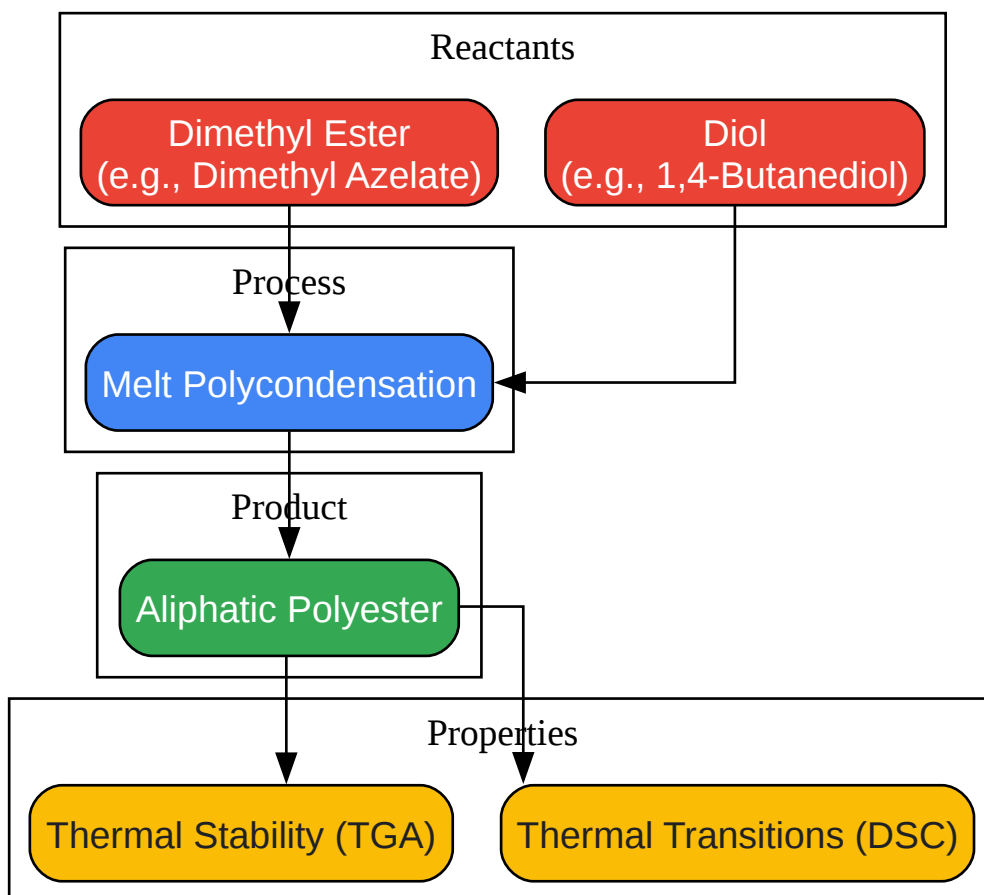 Reactants
Dimethyl Ester
(e.g., Dimethyl Azelate)
Diol
(e.g., 1,4-Butanediol)
Process
Melt Polycondensation
Product
Aliphatic Polyester
Properties
Thermal Stability (TGA)
Thermal Transitions (DSC)